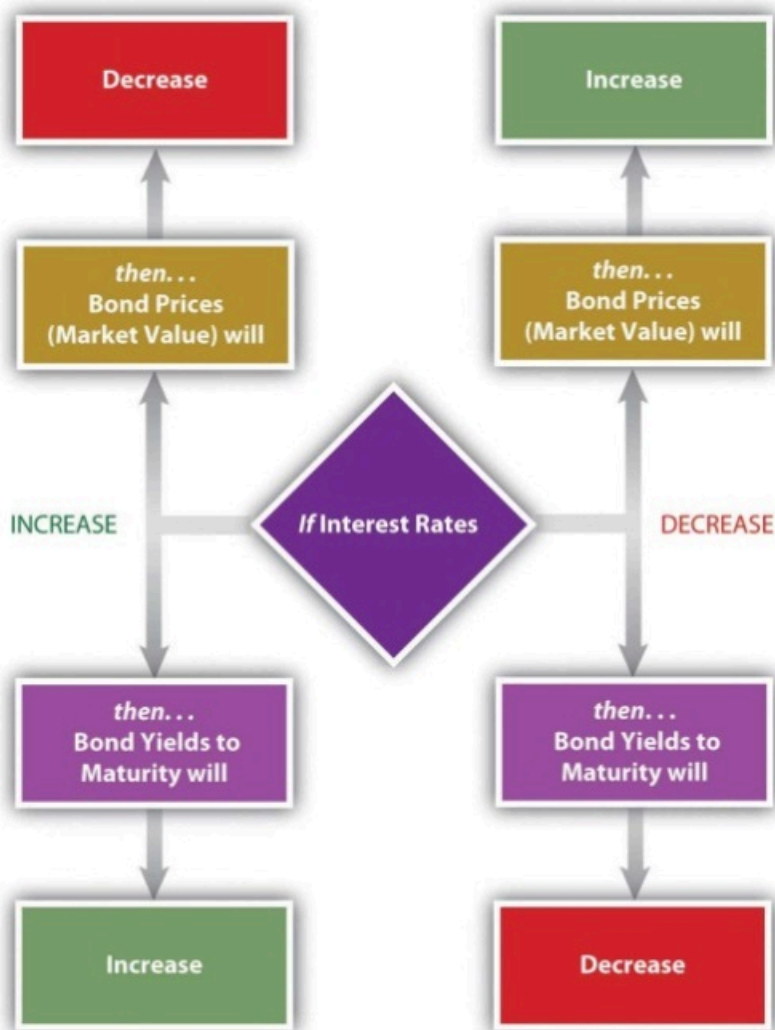 Decrease
Increase
then...
Bond Prices
(Market Value) will
then...
Bond Prices
(Market Value) will
INCREASE
If Interest Rates
DECREASE
then...
Bond Yields to
Maturity will
then...
Bond Yields to
Maturity will
Increase
Decrease